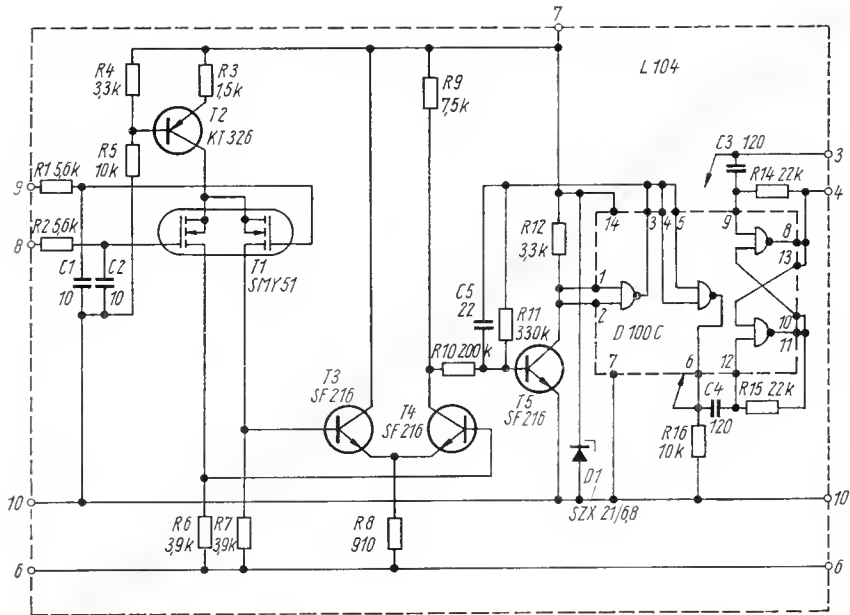 7
L 104
R4
3,3k
R3
1,5k
T2
KT326
R9
7,5k
C3 120
3
R5
10k
R14 22k
4
R1 5,6k
9
R2 5,6k
8
14
3
4
5
9
8
13
R12
3,3k
T1
SMY51
C1
10
C2
10
C5
22
1
2
R11
330k
D 100 C
10
11
R10 200k
7
6
12
T3
SF 216
T4
SF 216
T5
SF 216
C4
120
R15 22k
R16
10k
D1
SZX 21/6,8
10
10
R6
3,9k
R7
3,9k
R8
910
6
6